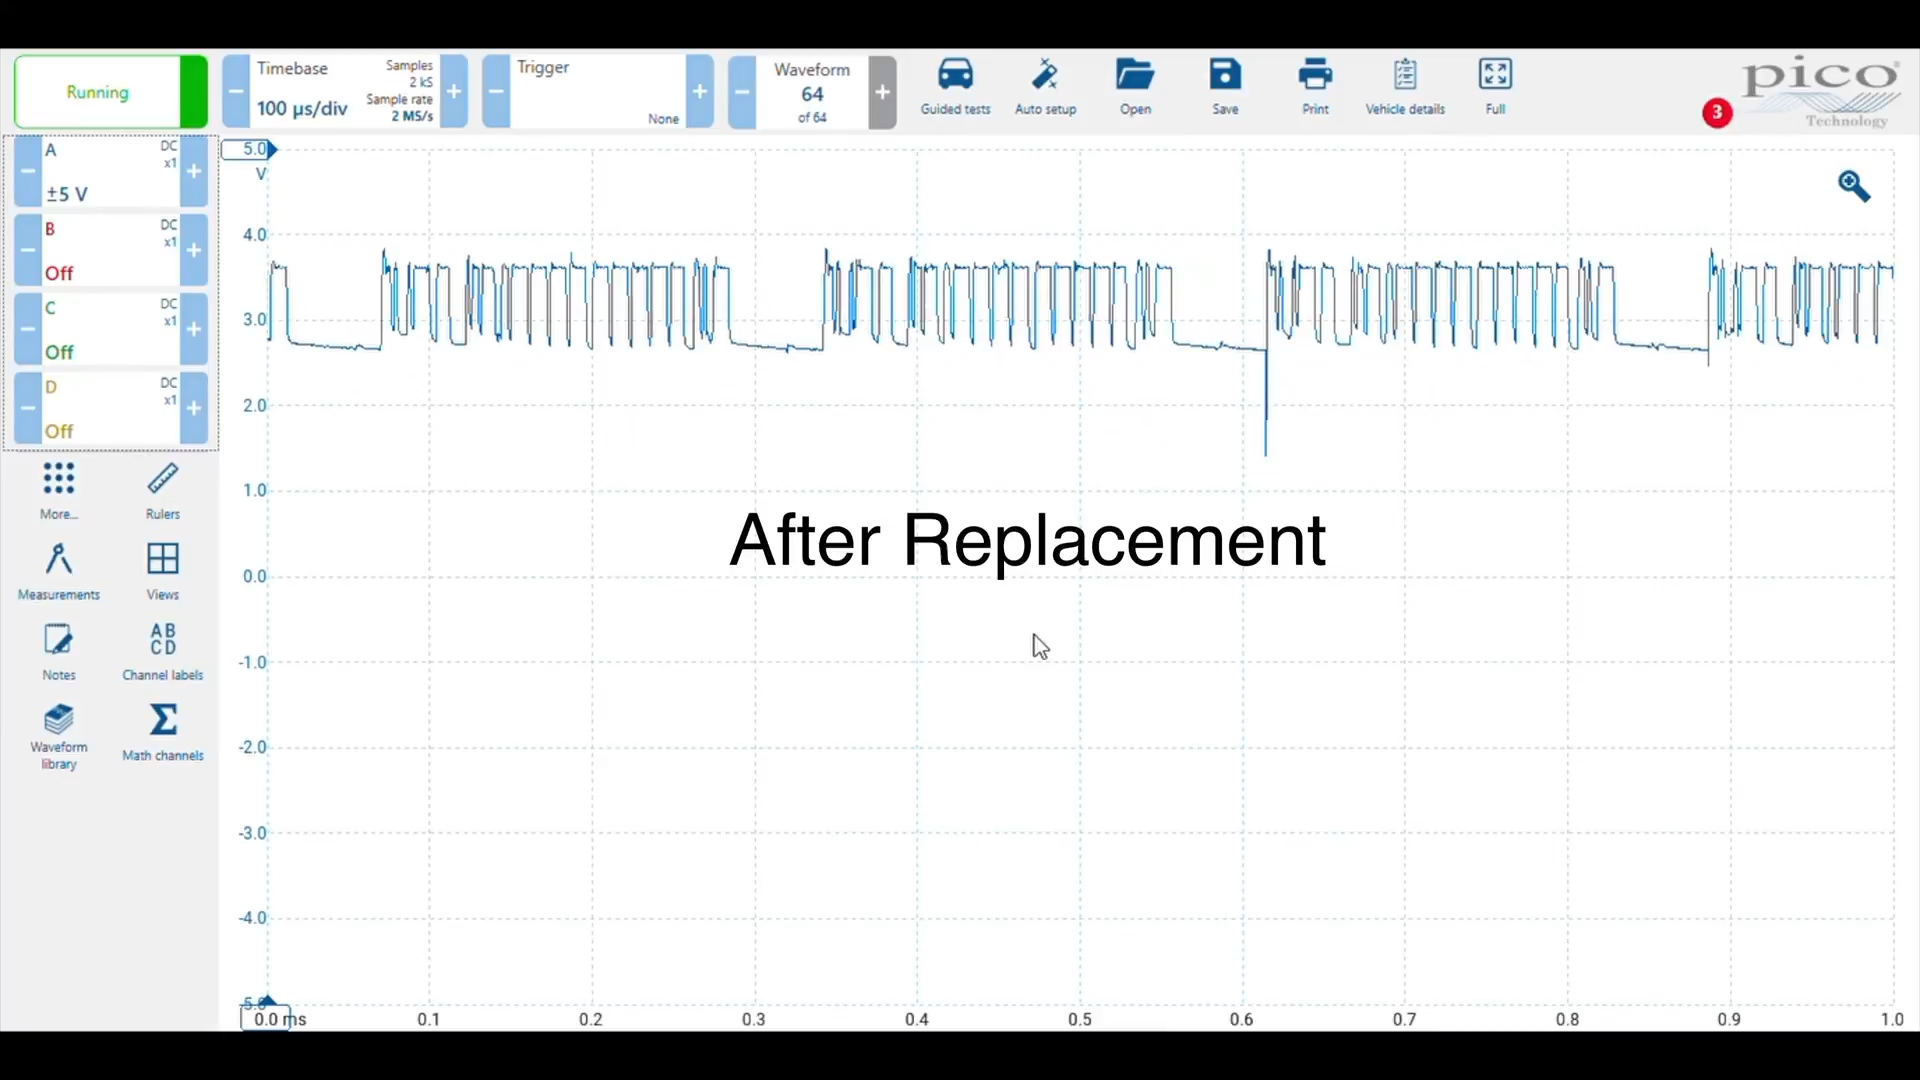 Running
Timebase
100 µs/div
Samples
2 kS
Sample rate
2 MS/s
Trigger
None
Waveform
64
of 64
Guided tests
Auto setup
Open
Save
Print
Vehicle details
Full
3
pico
Technology
A
DC
x1
±5 V
B
DC
x1
Off
C
DC
x1
Off
D
DC
x1
Off
More...
Rulers
Measurements
Views
Notes
AB
CD
Channel labels
Waveform
library
Σ
Math channels
5.0
V
4.0
3.0
2.0
1.0
0.0
-1.0
-2.0
-3.0
-4.0
After Replacement
0.0 ms
0.1
0.2
0.3
0.4
0.5
0.6
0.7
0.8
0.9
1.0